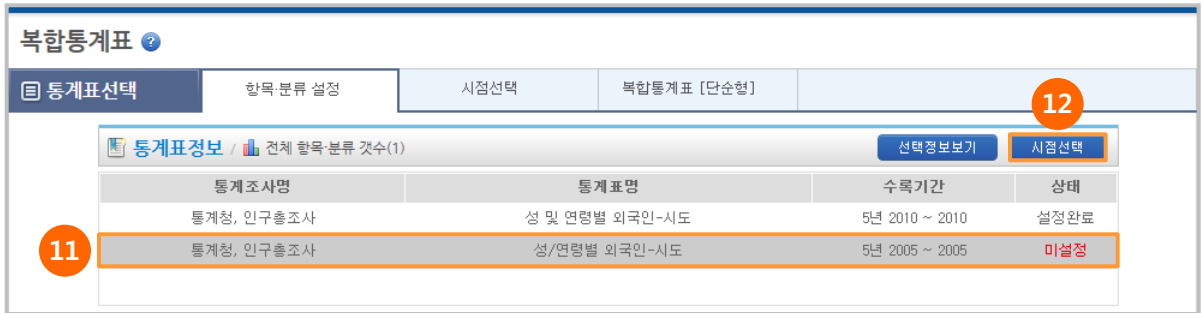 복합통계표 ?
통계표선택 항목·분류 설정 시점선택 복합통계표 [단순형]
12
통계표정보 / 전체 항목·분류 갯수(1) 선택정보보기 시점선택
통계조사명 통계표명 수록기간 상태
통계청, 인구총조사 성 및 연령별 외국인-시도 5년 2010 ~ 2010 설정완료
11 통계청, 인구총조사 성/연령별 외국인-시도 5년 2005 ~ 2005 미설정